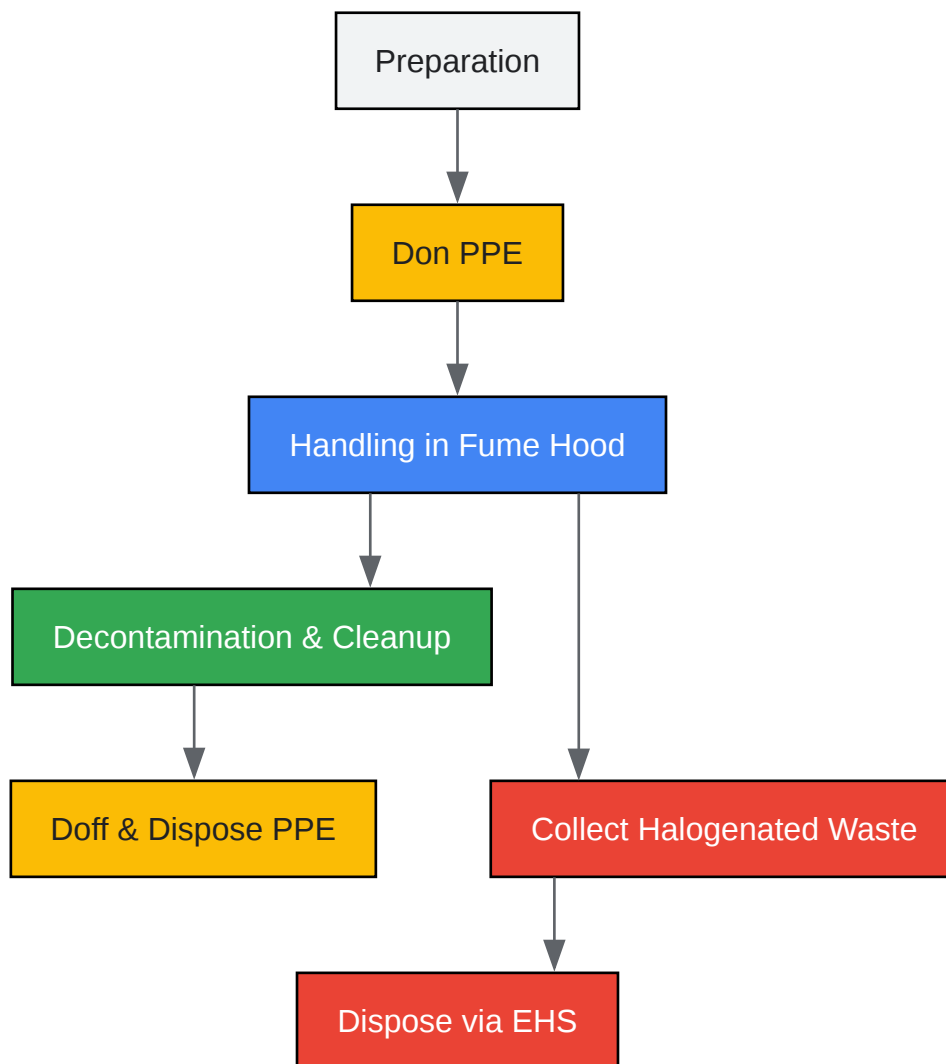 Preparation
Don PPE
Handling in Fume Hood
Decontamination & Cleanup
Doff & Dispose PPE
Collect Halogenated Waste
Dispose via EHS